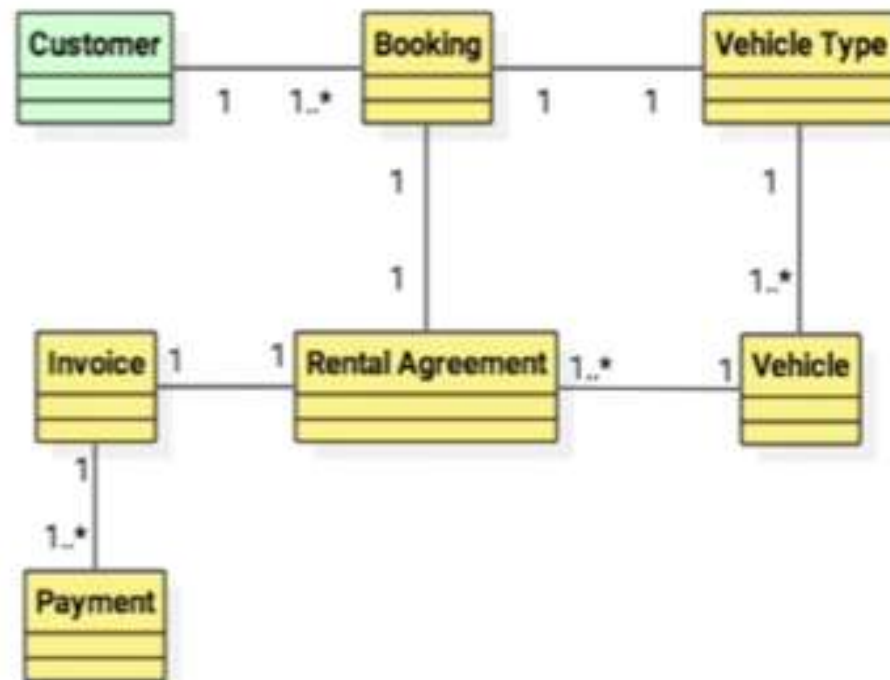 Customer
Booking
Vehicle Type
1
1..*
1
1
1
1
1
1..*
Invoice
1
1
Rental Agreement
1..*
1
Vehicle
1
1..*
Payment